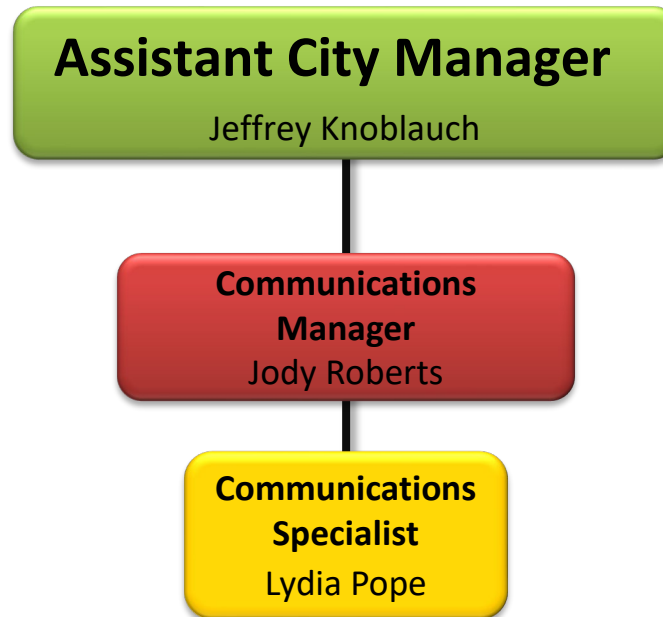 Assistant City Manager
Jeffrey Knoblauch
Communications
Manager
Jody Roberts
Communications
Specialist
Lydia Pope